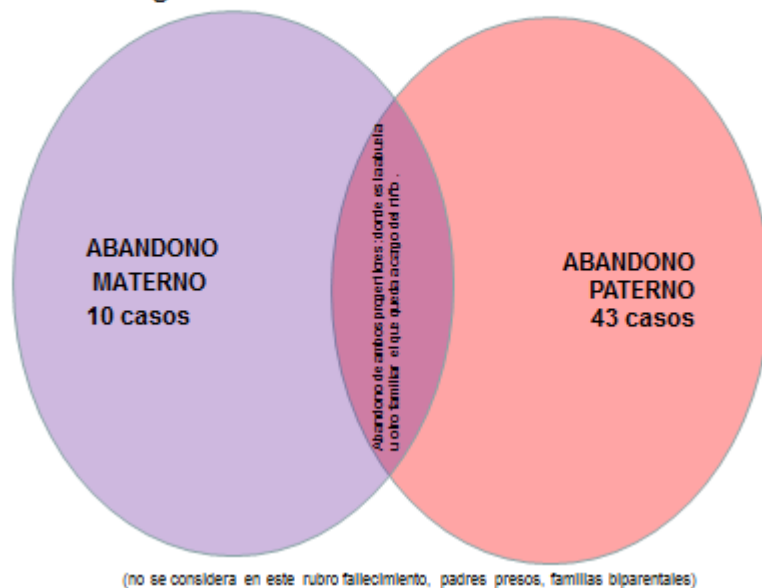 ABANDONO
MATERNO
10 casos
Abandono de ambos progenitores: donde es la abuela
u otro familiar el que queda a cargo del niño.
ABANDONO
PATERNO
43 casos
(no se considera en este rubro fallecimiento, padres presos, familias biparentales)